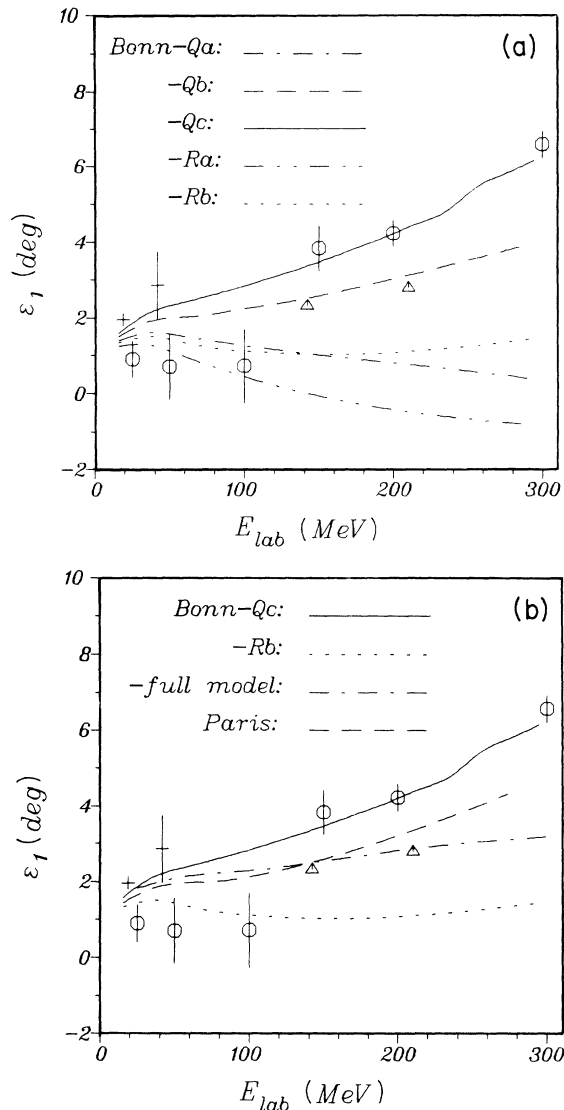 10
8
6
4
2
0
-2
ε₁ (deg)
(a)
Bonn-Qa:
-Qb:
-Qc:
-Ra:
-Rb:
0 100 200 300
E_lab (MeV)
10
8
6
4
2
0
-2
ε₁ (deg)
(b)
Bonn-Qc:
-Rb:
-full model:
Paris:
0 100 200 300
E_lab (MeV)